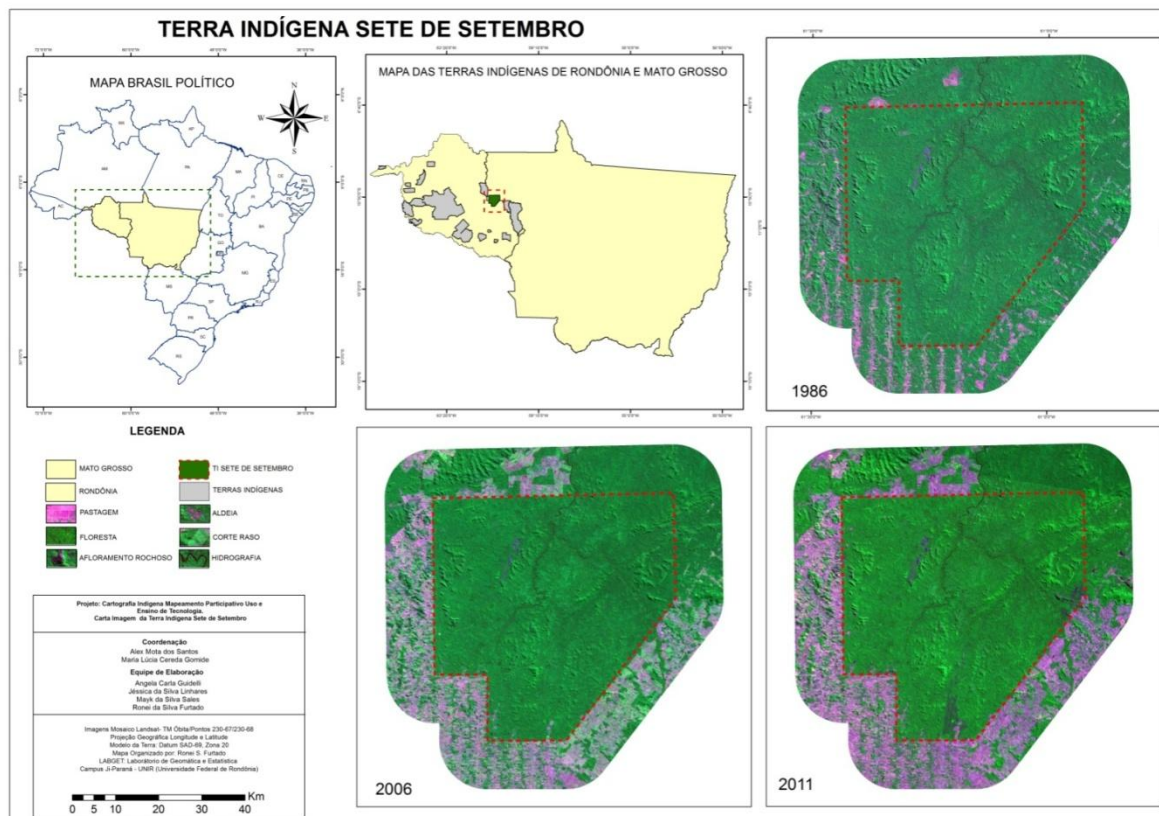 TERRA INDÍGENA SETE DE SETEMBRO
MAPA BRASIL POLÍTICO
N
W
E
S
MAPA DAS TERRAS INDÍGENAS DE RONDÔNIA E MATO GROSSO
1986
LEGENDA
MATO GROSSO
RONDÔNIA
PASTAGEM
FLORESTA
AFLORAMENTO ROCHOSO
TI SETE DE SETEMBRO
TERRAS INDÍGENAS
ALDEIA
CORTE RASO
HIDROGRAFIA
Projeto: Cartografia Indígena Mapeamento Participativo Uso e
Ensino de Tecnologia.
Carta Imagem da Terra Indígena Sete de Setembro
Coordenação
Alex Mota dos Santos
Maria Lúcia Cereda Gomide
Equipe de Elaboração
Angela Carla Guidelli
Jéssica da Silva Linhares
Mayk da Silva Sales
Ronei da Silva Furtado
Imagens Mosaico Landsat- TM Óbita/Pontos 230-67/230-68
Projeção Geográfica Longitude e Latitude
Modelo da Terra: Datum SAD-69, Zona 20
Mapa Organizado por: Ronei S. Furtado
LABGET: Laborátorio de Geomática e Estatística
Campus Ji-Paraná - UNIR (Universidade Federal de Rondônia)
Km
0 5 10 20 30 40
2006
2011